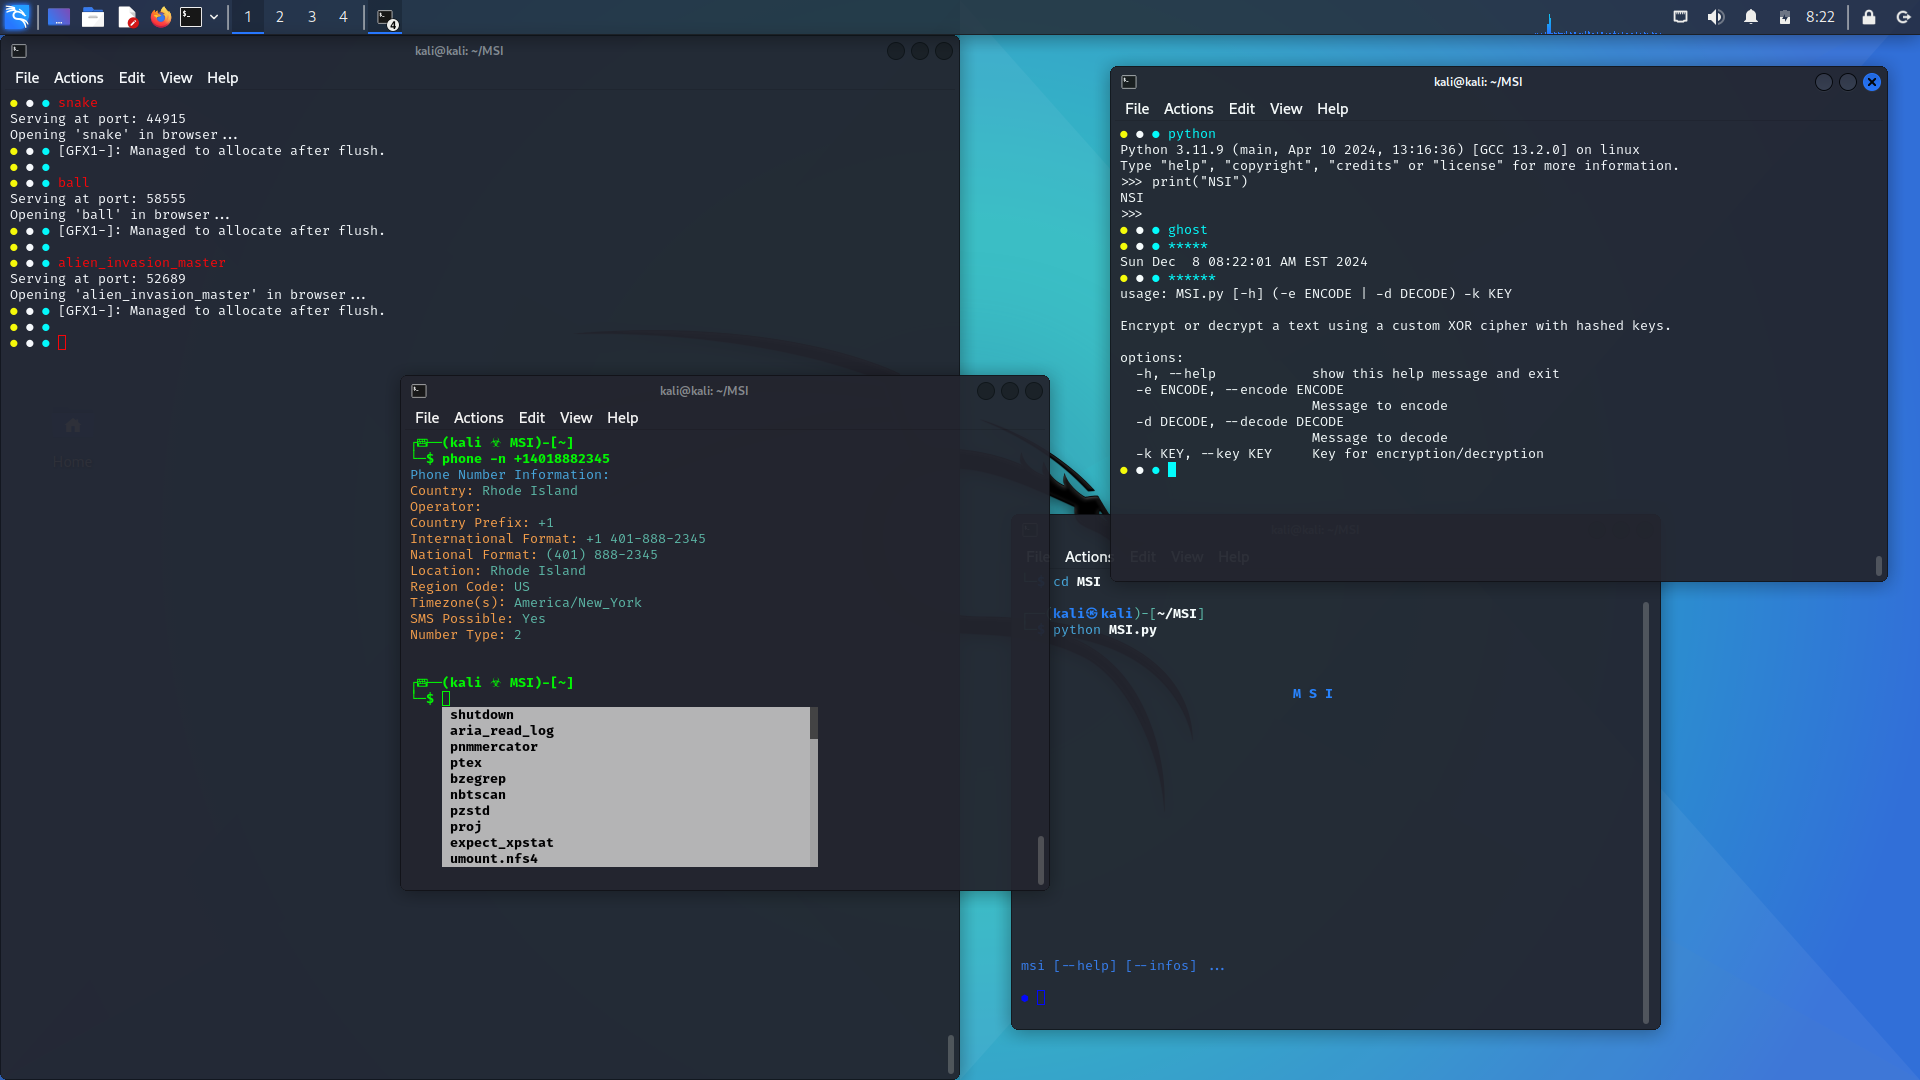 1 2 3 4
4
8:22
kali@kali: ~/MSI
File Actions Edit View Help
● ● ● snake
Serving at port: 44915
Opening 'snake' in browser...
● ● ● [GFX1-]: Managed to allocate after flush.
● ● ●
● ● ● ball
Serving at port: 58555
Opening 'ball' in browser...
● ● ● [GFX1-]: Managed to allocate after flush.
● ● ●
● ● ● alien_invasion_master
Serving at port: 52689
Opening 'alien_invasion_master' in browser...
● ● ● [GFX1-]: Managed to allocate after flush.
● ● ●
● ● ●
Home
kali@kali: ~/MSI
File Actions Edit View Help
(kali ☣ MSI)-[~]
$ phone -n +14018882345
Phone Number Information:
Country: Rhode Island
Operator:
Country Prefix: +1
International Format: +1 401-888-2345
National Format: (401) 888-2345
Location: Rhode Island
Region Code: US
Timezone(s): America/New_York
SMS Possible: Yes
Number Type: 2
(kali ☣ MSI)-[~]
$
shutdown
aria_read_log
pnmmercator
ptex
bzegrep
nbtscan
pzstd
proj
expect_xpstat
umount.nfs4
kali@kali: ~/MSI
File Actions Edit View Help
● ● ● python
Python 3.11.9 (main, Apr 10 2024, 13:16:36) [GCC 13.2.0] on linux
Type "help", "copyright", "credits" or "license" for more information.
>>> print("NSI")
NSI
>>>
● ● ● ghost
● ● ● *****
Sun Dec  8 08:22:01 AM EST 2024
● ● ● ******
usage: MSI.py [-h] (-e ENCODE | -d DECODE) -k KEY
Encrypt or decrypt a text using a custom XOR cipher with hashed keys.
options:
-h, --help show this help message and exit
-e ENCODE, --encode ENCODE
Message to encode
-d DECODE, --decode DECODE
Message to decode
-k KEY, --key KEY Key for encryption/decryption
● ● ●
File Actions Edit View Help
cd MSI
kali㉿kali)-[~/MSI]
python MSI.py
M S I
msi [--help] [--infos] ...